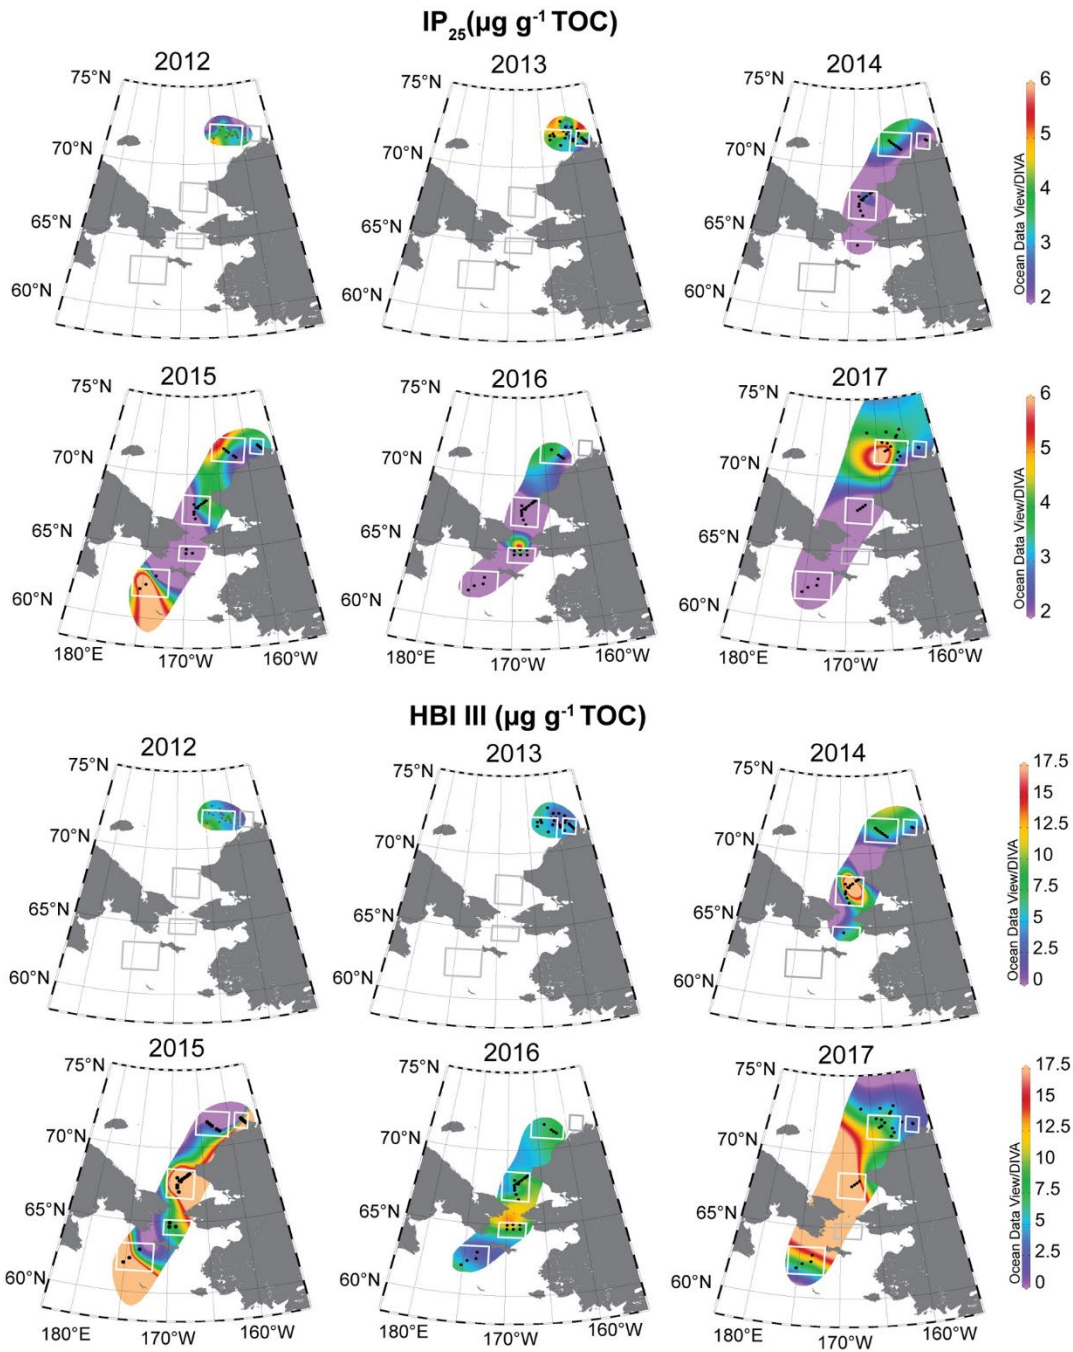 IP25(µg g-1 TOC)
2012
2013
2014
75°N
70°N
65°N
60°N
75°N
70°N
65°N
60°N
75°N
70°N
65°N
60°N
6
5
4
3
2
Ocean Data View/DIVA
2015
2016
2017
75°N
70°N
65°N
60°N
180°E
170°W
160°W
75°N
70°N
65°N
60°N
170°W
160°W
75°N
70°N
65°N
60°N
170°W
160°W
6
5
4
3
2
Ocean Data View/DIVA
HBI III (µg g-1 TOC)
2012
2013
2014
75°N
70°N
65°N
60°N
75°N
70°N
65°N
60°N
75°N
70°N
65°N
60°N
17.5
15
12.5
10
7.5
5
2.5
0
Ocean Data View/DIVA
2015
2016
2017
75°N
70°N
65°N
60°N
180°E
170°W
160°W
75°N
70°N
65°N
60°N
180°E
170°W
160°W
75°N
70°N
65°N
60°N
180°E
170°W
160°W
17.5
15
12.5
10
7.5
5
2.5
0
Ocean Data View/DIVA